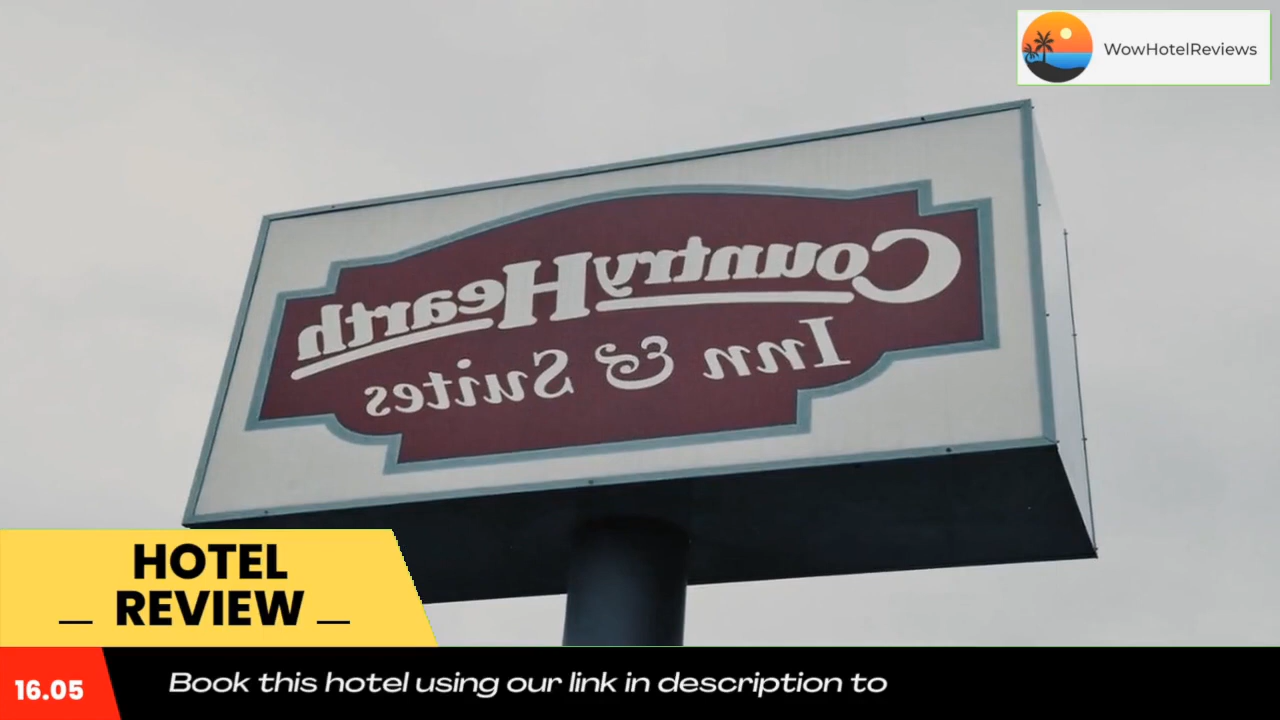 WowHotelReviews
CountryHearth
Inn & Suites
HOTEL
REVIEW
16.05
Book this hotel using our link in description to